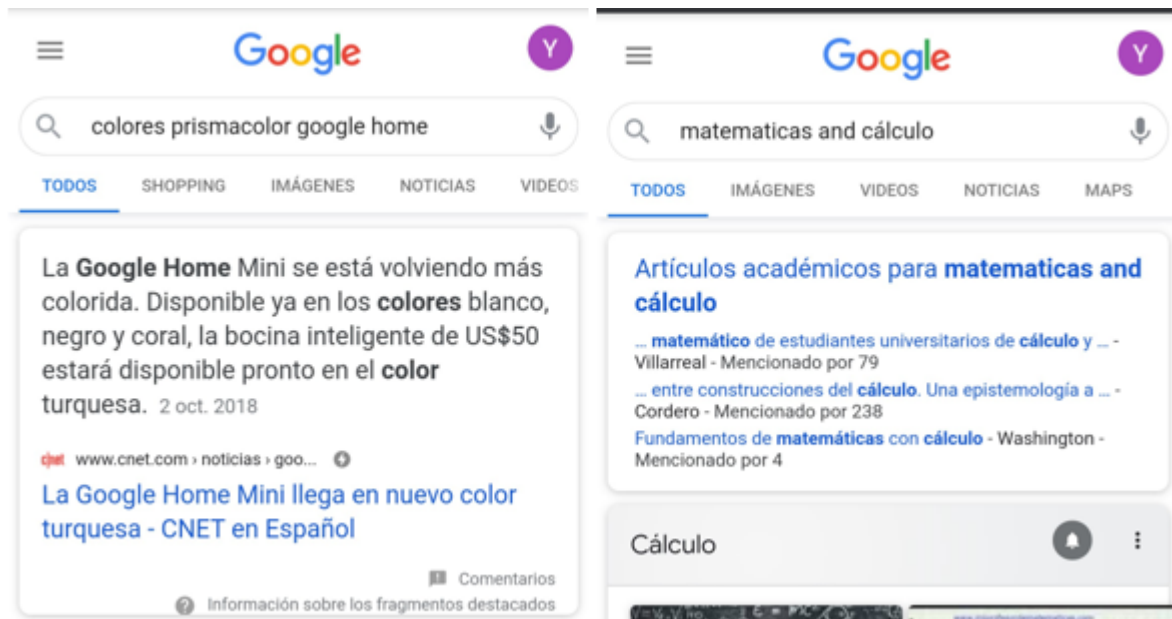 Google
Y
colores prismacolor google home
TODOS SHOPPING IMÁGENES NOTICIAS VIDEOS
La Google Home Mini se está volviendo más
colorida. Disponible ya en los colores blanco,
negro y coral, la bocina inteligente de US$50
estará disponible pronto en el color
turquesa. 2 oct. 2018
cnet www.cnet.com › noticias › goo...
La Google Home Mini llega en nuevo color
turquesa - CNET en Español
Comentarios
Información sobre los fragmentos destacados
Google
Y
matematicas and cálculo
TODOS IMÁGENES VIDEOS NOTICIAS MAPS
Artículos académicos para matematicas and
cálculo
... matemático de estudiantes universitarios de cálculo y ... -
Villarreal - Mencionado por 79
... entre construcciones del cálculo. Una epistemología a ... -
Cordero - Mencionado por 238
Fundamentos de matemáticas con cálculo - Washington -
Mencionado por 4
Cálculo